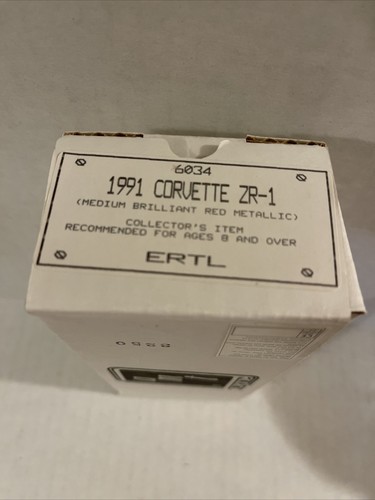 6034
1991 CORVETTE ZR-1
(MEDIUM BRILLIANT RED METALLIC)
COLLECTOR'S ITEM
RECOMMENDED FOR AGES 8 AND OVER
ERTL